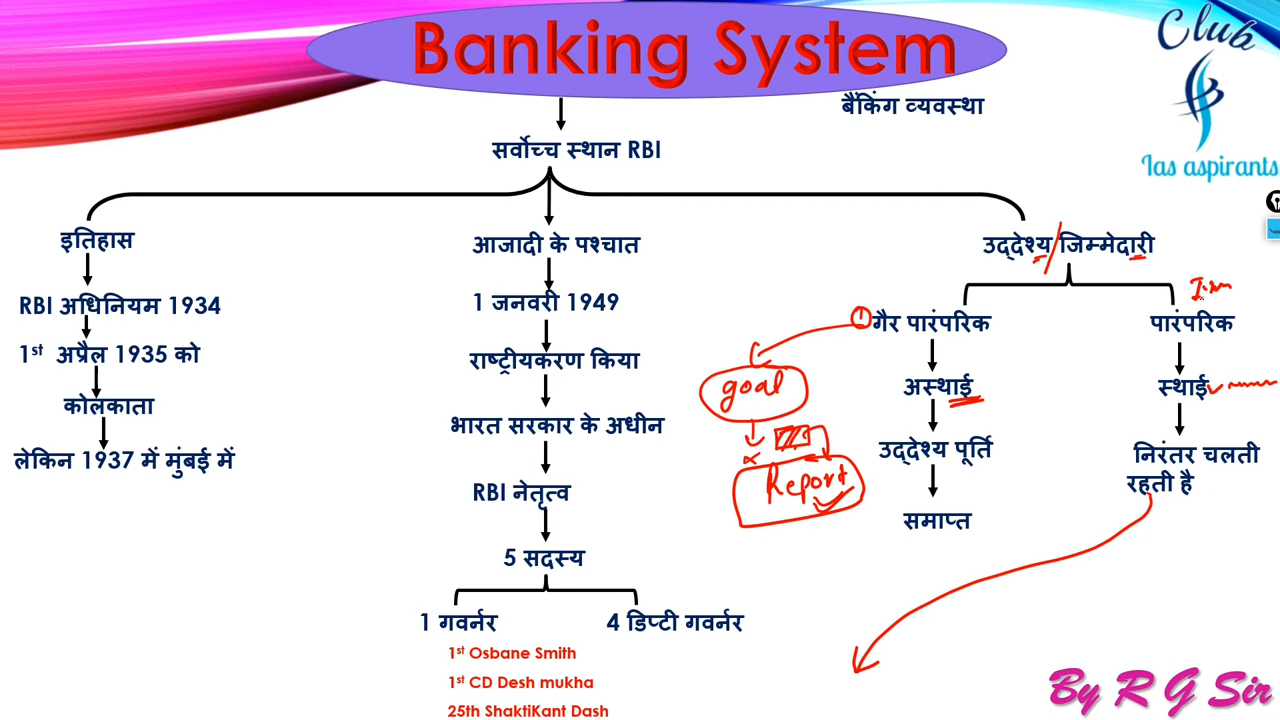 Banking System
Club
Ias aspirants
बैंकिंग व्यवस्था
सर्वोच्च स्थान RBI
इतिहास
RBI अधिनियम 1934
1st अप्रैल 1935 को
कोलकाता
लेकिन 1937 में मुंबई में
आजादी के पश्चात
1 जनवरी 1949
राष्ट्रीयकरण किया
भारत सरकार के अधीन
RBI नेतृत्व
5 सदस्य
1 गवर्नर
4 डिप्टी गवर्नर
1st Osbane Smith
1st CD Desh mukha
25th ShaktiKant Dash
उद्देश्य/जिम्मेदारी
गैर पारंपरिक
अस्थाई
उद्देश्य पूर्ति
समाप्त
goal
Report
पारंपरिक
स्थाई
निरंतर चलती
रहती है
By R G Sir